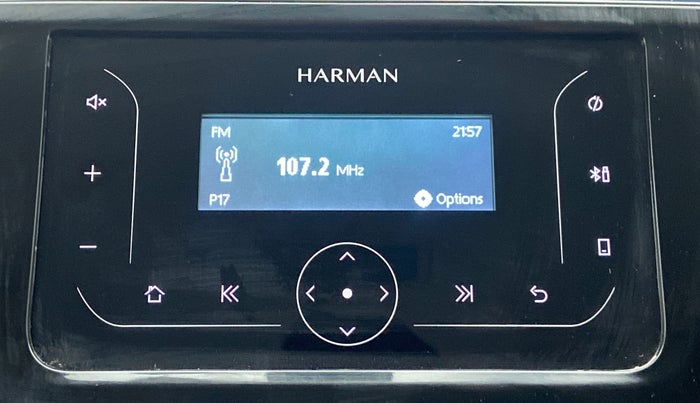 HARMAN
FM 21:57
107.2 MHz
P17 Options